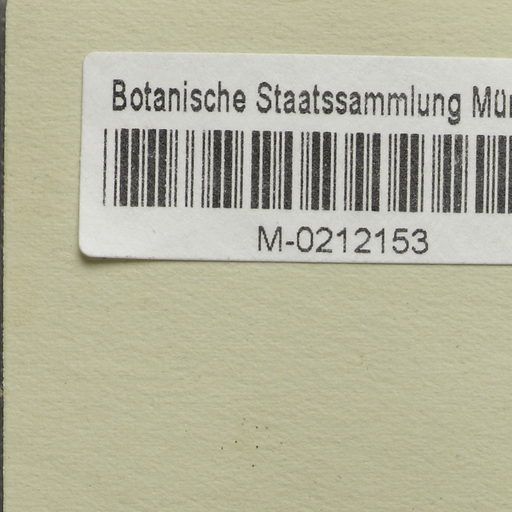 Botanische Staatssammlung Mün
M-0212153